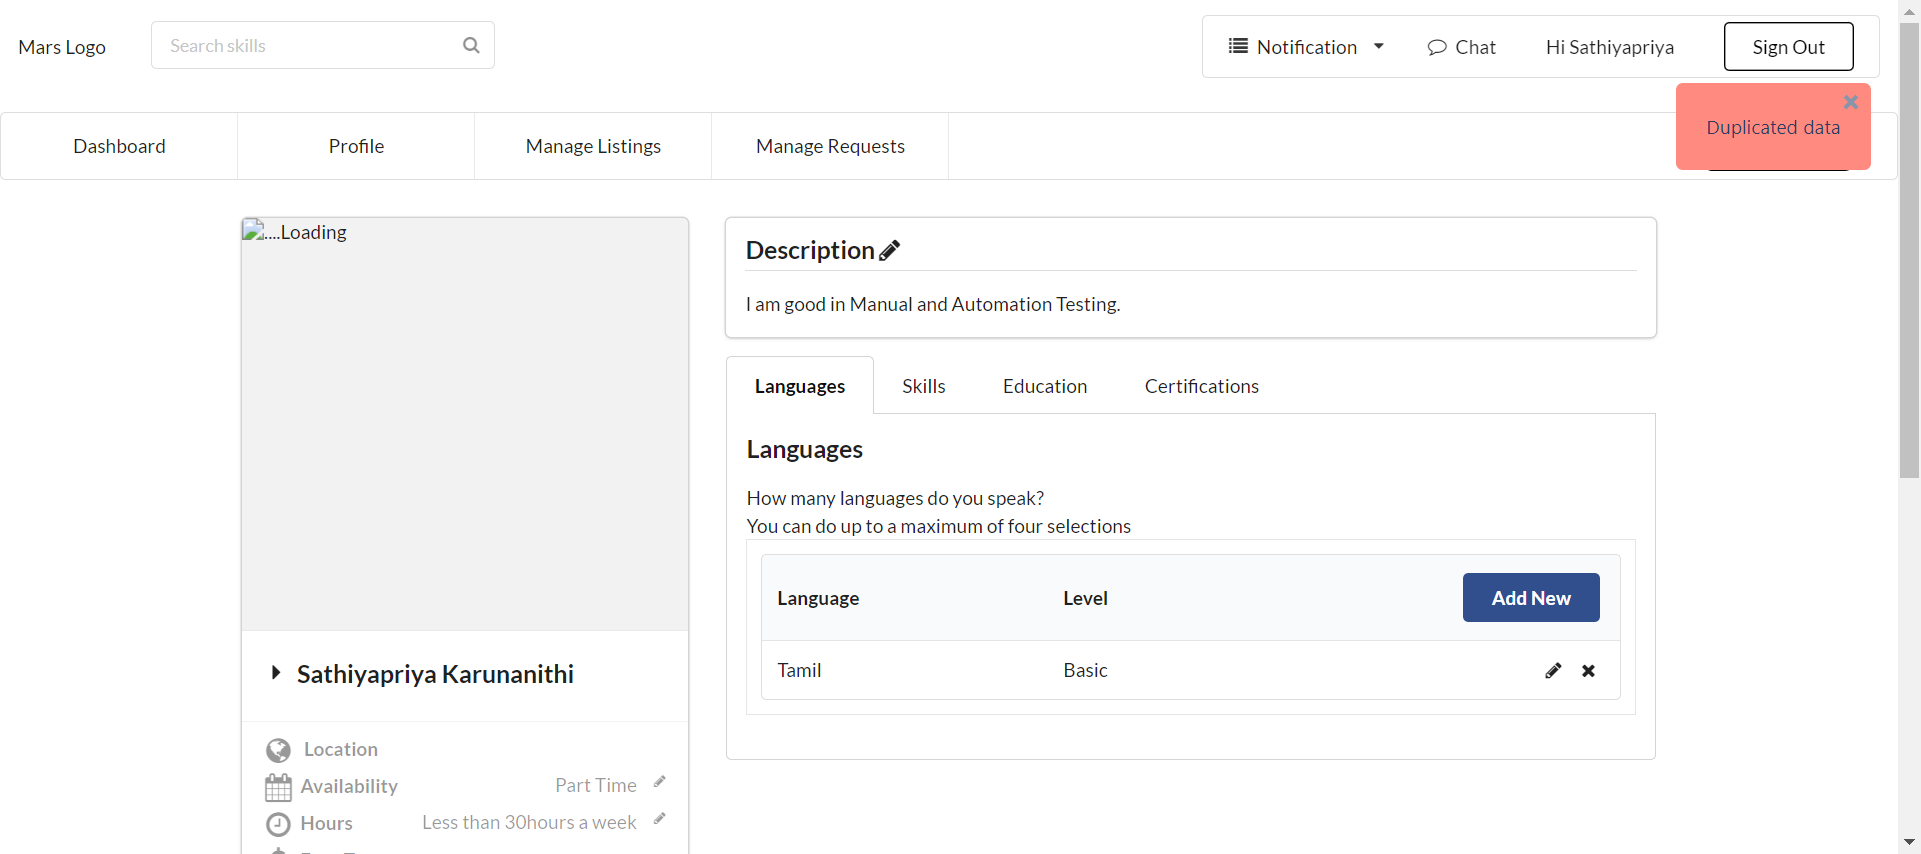 Mars Logo
Search skills
Notification
Chat
Hi Sathiyapriya
Sign Out
Duplicated data
Dashboard
Profile
Manage Listings
Manage Requests
....Loading
Description
I am good in Manual and Automation Testing.
Languages
Skills
Education
Certifications
Languages
How many languages do you speak?
You can do up to a maximum of four selections
Language
Level
Add New
Tamil
Basic
Sathiyapriya Karunanithi
Location
Availability
Part Time
Hours
Less than 30hours a week